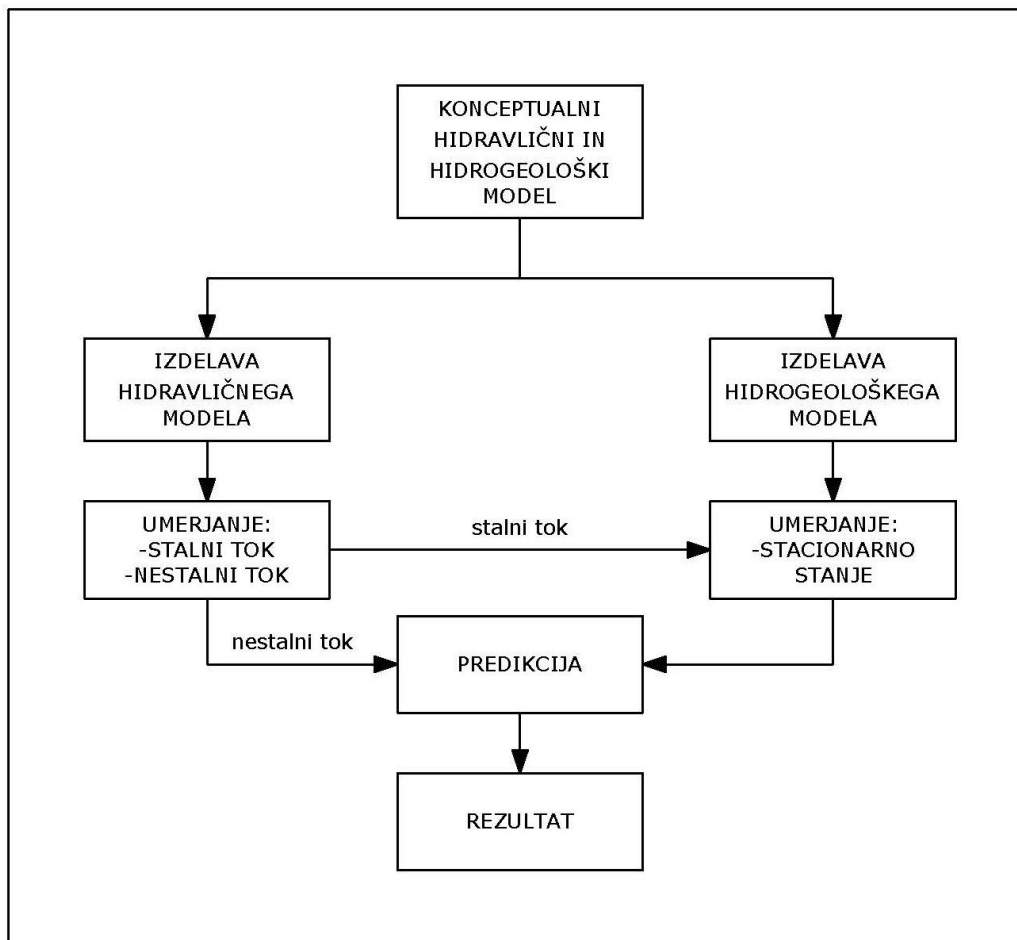 KONCEPTUALNI
HIDRAVLIČNI IN
HIDROGEOLOŠKI
MODEL
IZDELAVA
HIDRAVLIČNEGA
MODELA
IZDELAVA
HIDROGEOLOŠKEGA
MODELA
UMERJANJE:
-STALNI TOK
-NESTALNI TOK
stalni tok
UMERJANJE:
-STACIONARNO
STANJE
nestalni tok
PREDIKCIJA
REZULTAT